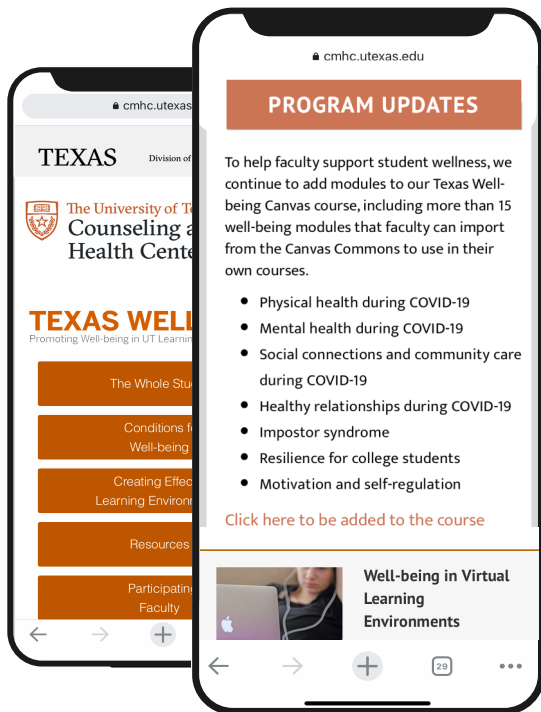 cmhc.utexas
TEXAS
Division of
The University of Te
Counseling a
Health Cente
TEXAS WELL
Promoting Well-being in UT Learnin
The Whole Stu
Conditions f
Well-being
Creating Effec
Learning Environ
Resources
Participating
Faculty
cmhc.utexas.edu
PROGRAM UPDATES
To help faculty support student wellness, we
continue to add modules to our Texas Well-
being Canvas course, including more than 15
well-being modules that faculty can import
from the Canvas Commons to use in their
own courses.
Physical health during COVID-19
Mental health during COVID-19
Social connections and community care
during COVID-19
Healthy relationships during COVID-19
Impostor syndrome
Resilience for college students
Motivation and self-regulation
Click here to be added to the course
Well-being in Virtual
Learning
Environments
29